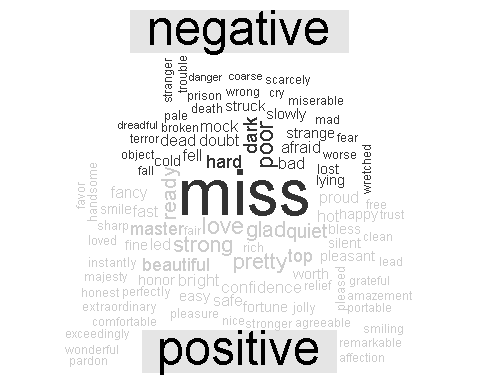 negative
stranger
trouble
danger coarse scarcely
prison wrong cry
death struck miserable
pale slowly
dreadful broken mock dark poor mad
terror dead doubt strange fear
object cold fell hard afraid worse
fall bad lost
lying wretched
miss
favor
handsome
fancy ready proud free
smile fast hot happy trust
sharp master fair love glad quiet bless
loved fine led strong rich silent clean
instantly beautiful pretty top pleasant lead
majesty honor bright worth
honest perfectly confidence relief pleased grateful
extraordinary easy safe amazement
comfortable pleasure fortune jolly portable
exceedingly nice stronger agreeable smiling
wonderful remarkable
pardon affection
positive